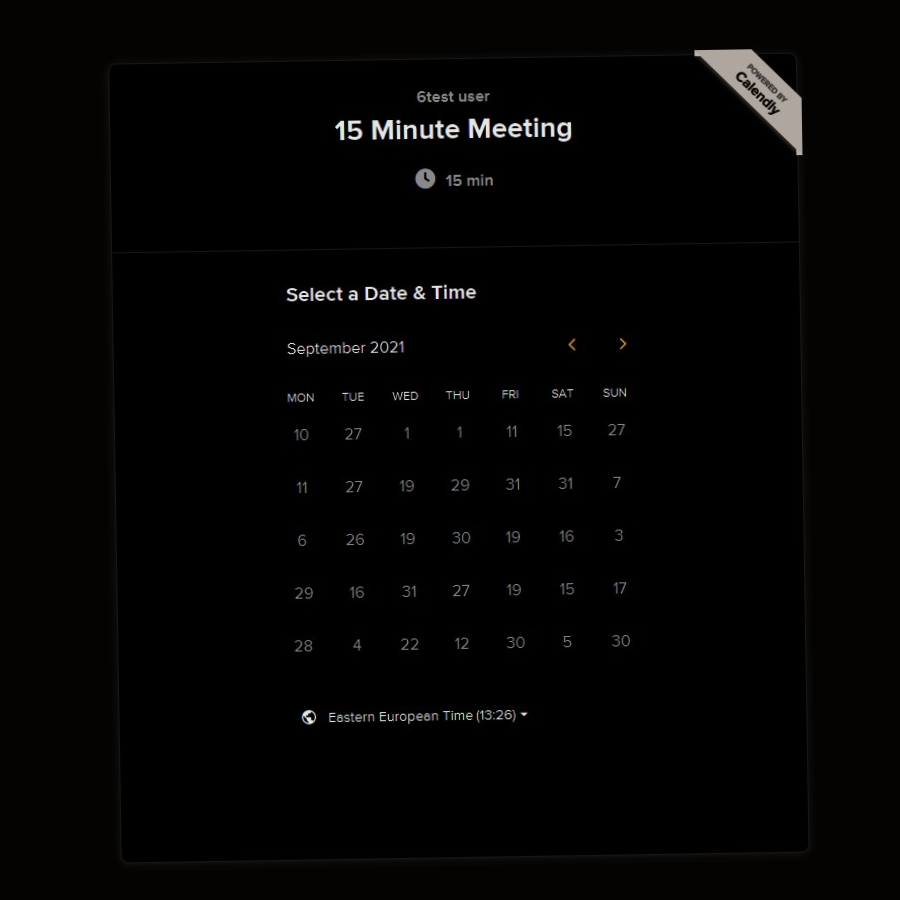 POWERED BY
Calendly
6test user
15 Minute Meeting
15 min
Select a Date & Time
September 2021
MON TUE WED THU FRI SAT SUN
10 27 1 1 11 15 27
11 27 19 29 31 31 7
6 26 19 30 19 16 3
29 16 31 27 19 15 17
28 4 22 12 30 5 30
Eastern European Time (13:26)